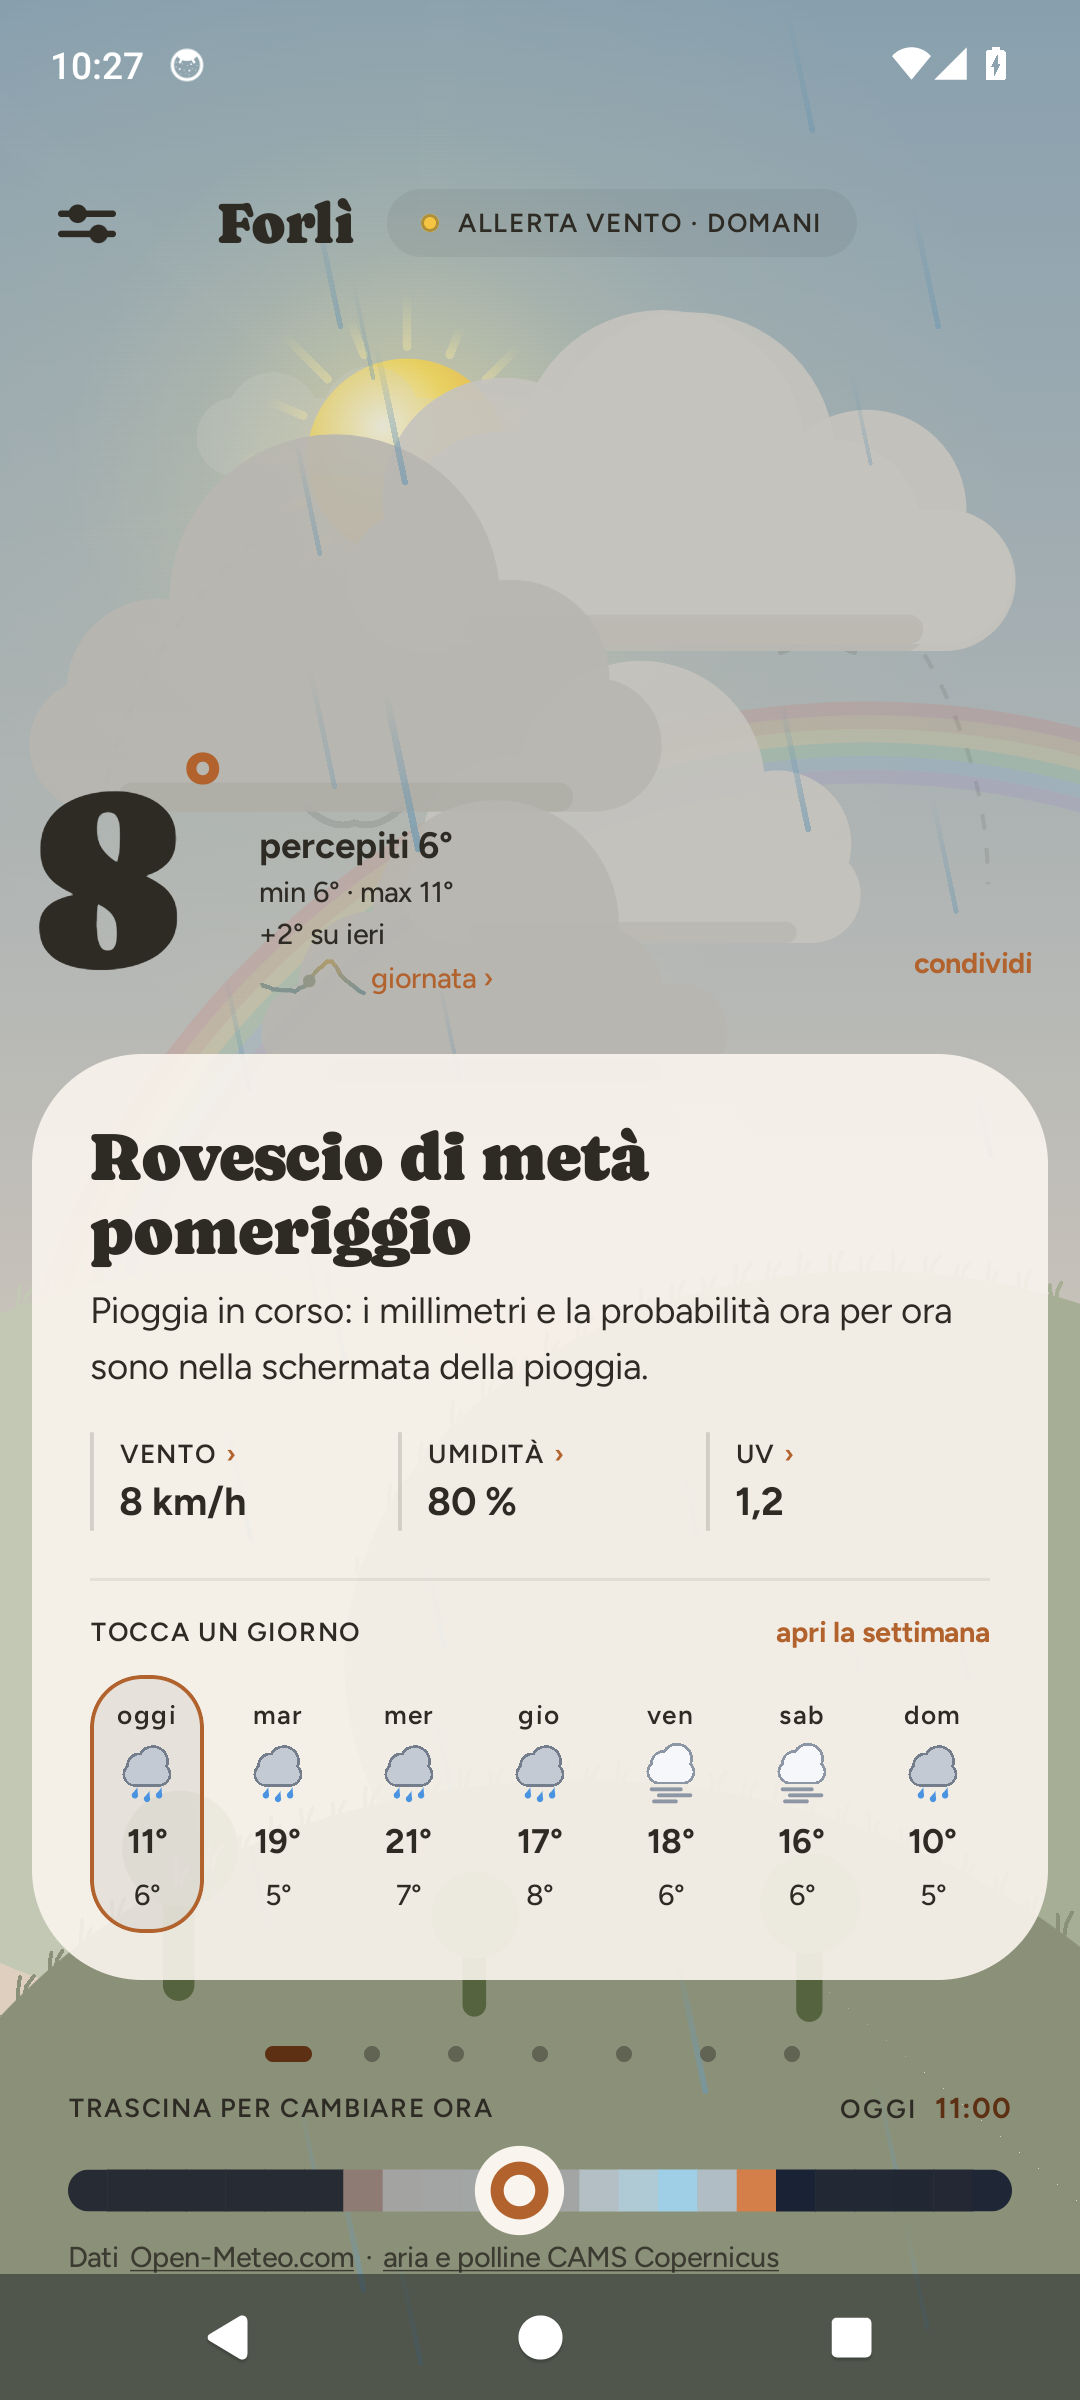 10:27
Forlì
ALLERTA VENTO · DOMANI
8
percepiti 6°
min 6° · max 11°
+2° su ieri
giornata ›
condividi
Rovescio di metà
pomeriggio
Pioggia in corso: i millimetri e la probabilità ora per ora
sono nella schermata della pioggia.
VENTO › UMIDITÀ › UV ›
8 km/h 80 % 1,2
TOCCA UN GIORNO apri la settimana
oggi mar mer gio ven sab dom
11° 19° 21° 17° 18° 16° 10°
6° 5° 7° 8° 6° 6° 5°
TRASCINA PER CAMBIARE ORA OGGI 11:00
Dati Open-Meteo.com · aria e polline CAMS Copernicus